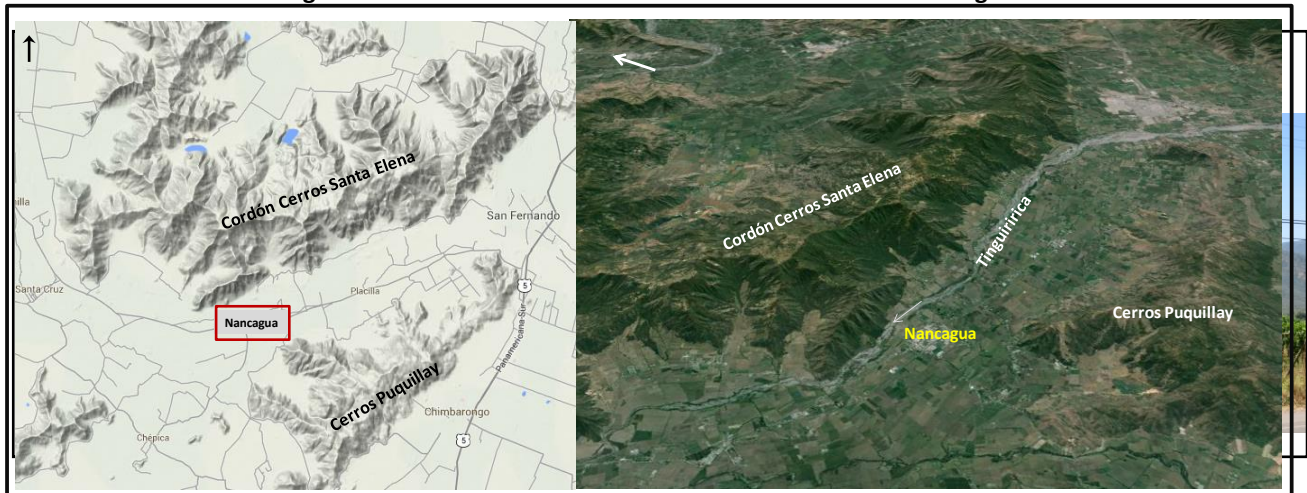 Cordón Cerros Santa Elena
San Fernando
Placilla
5
Santa Cruz
Nancagua
Panamericana Sur
Cerros Puquillay
Chimbarongo
Chépica
5
Cordón Cerros Santa Elena
Tinguiririca
Nancagua
Cerros Puquillay